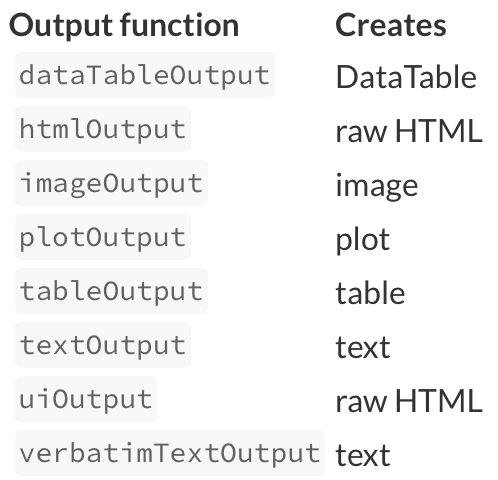 Output function Creates
dataTableOutput DataTable
htmlOutput raw HTML
imageOutput image
plotOutput plot
tableOutput table
textOutput text
uiOutput raw HTML
verbatimTextOutput text